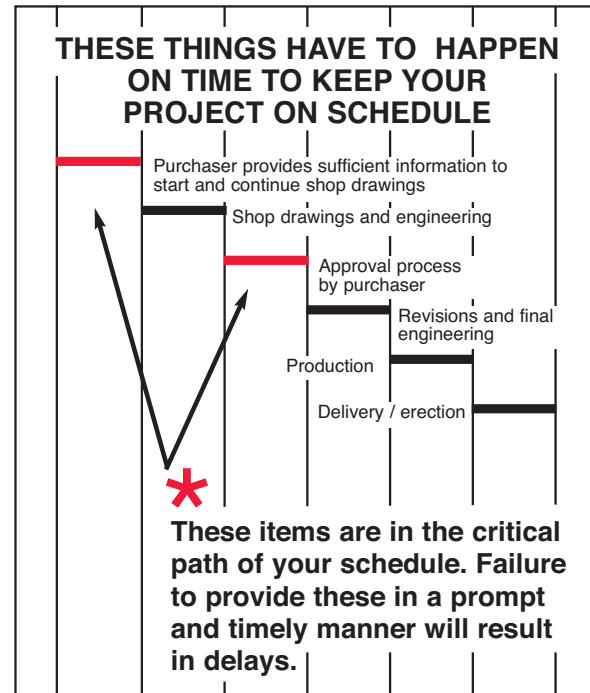 THESE THINGS HAVE TO HAPPEN
ON TIME TO KEEP YOUR
PROJECT ON SCHEDULE
Purchaser provides sufficient information to
start and continue shop drawings
Shop drawings and engineering
Approval process
by purchaser
Revisions and final
engineering
Production
Delivery / erection
*
These items are in the critical
path of your schedule. Failure
to provide these in a prompt
and timely manner will result
in delays.